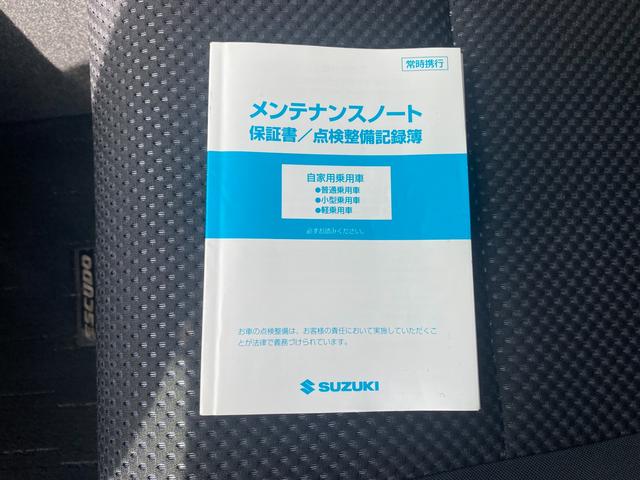 常時携行
メンテナンスノート
保証書／点検整備記録簿
自家用乗用車
●普通乗用車
●小型乗用車
●軽乗用車
必ずお読みください。
お車の点検整備は、お客様の責任において実施していただくこ
とが法律で義務づけられています。
SUZUKI
ESCUDO